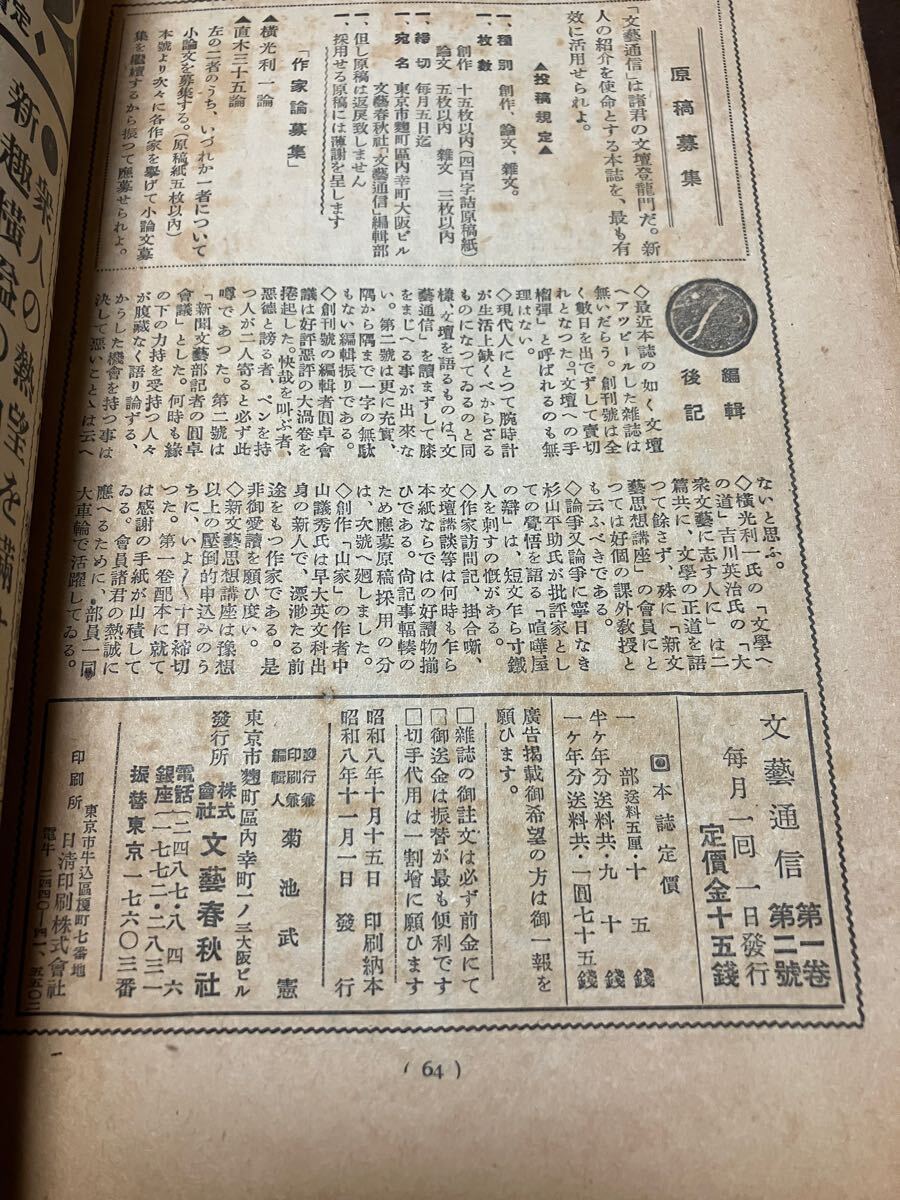 原稿募集
「文藝通信」は諸君の文壇登龍門だ。新
人の紹介を使命とする本誌を、最も有
效に活用せられよ。
▲投稿規定▲
一、種別 創作、論文、雜文。
一、枚數
創作 十五枚以内(四百字詰原稿紙)
論文 五枚以内 雜文 三枚以内
一、締切 毎月五日迄
一、宛名 東京市麴町區内幸町大阪ビル
文藝春秋社「文藝通信」編輯部
一、但し原稿は返戻致しません
一、採用せる原稿には薄謝を呈します
「作家論募集」
▲横光利一論
▲直木三十五論
左の二者のうち、いづれか一者について
小論文を募集する。(原稿紙五枚以内)
本號より次々に各作家を擧げて小論文募
集を繼續するから振つて應募せられよ。
編輯後記
◇最近本誌の如く文壇
へアッピールした雜誌は
無いだらう。創刊號は全
く數日を出でずして賣切
れとなつた。「文壇への手
榴彈」と呼ばれるのも無
理はない。
◇現代人にとつて腕時計
が生活上缺くべからざる
ものになつてゐるのと同
樣、文壇を語るものは「文
藝通信」を讀まずして膝
をまじへる事が出來な
い。第二號は更に充實、
隅から隅まで一字の無駄
もない編輯振りである。
◇創刊號の編輯者圓卓會
議は好評惡評の大渦卷を
捲起した。快哉を叫ぶ者、
惡德と謗る者、ペンを持
つ人が二人寄ると必ず此
噂であつた。第二號は
「新聞文藝部記者の圓卓
會議」とした。何時も緣
の下の力持を受持つ人々
が腹藏なく語り論ずる、
かうした機會を持つ事は
決して惡いことゝは云へ
ないと思ふ。
◇横光利一氏の「文學へ
の道」吉川英治氏の「大
衆文藝に志す人に」は二
篇共に、文學の正道を語
つて餘さず、殊に「新文
藝思想講座」の會員にと
つては好個の課外敎授と
も云ふべきである。
◇論爭又論爭に寧日なき
杉山平助氏が批評家とし
ての覺悟を語る「喧嘩屋
の辯」は、短文乍ら寸鐵
人を刺すの慨がある。
◇作家訪問記、掛合噺、
文壇講談等は何時も乍ら
本紙ならではの好讀物揃
ひである。尙記事輻輳の
ため應募原稿採用の分
は、次號へ廻しました。
◇創作「山家」の作者中
山議秀氏は早大英文科出
身の新人で、漂渺たる前
途をもつ作家である。是
非御愛讀を願ひ度い。
◇新文藝思想講座は豫想
以上の壓倒的申込みのう
ちに、いよ〱十日締切
つた。第一卷配本に就て
は感謝の手紙が山積して
ゐる。會員諸君の熱誠に
應へるために、部員一同
大車輪で活躍してゐる。
文藝通信 第一卷 第二號
每月一回一日發行
定價金十五錢
本誌定價
一部送料五厘・十五錢
半ヶ年分送料共・九十錢
一ヶ年分送料共・一圓七十五錢
廣告揭載御希望の方は御一報を
願ひます。
□雜誌の御註文は必ず前金にて
□御送金は振替が最も便利です
□切手代用は一割增に願ひます
昭和八年十月十五日 印刷納本
昭和八年十一月一日 發行
發行兼印刷兼編輯人 菊池武憲
東京市麴町區内幸町一ノ三大阪ビル
發行所 株式會社 文藝春秋社
電話銀座(二四八七・八四六
一七七二・二八三一
振替東京一七六〇三番
東京市牛込區榎町七番地
印刷所 日清印刷株式會社
(64)
衆人の熱望を滿
新趣橫溢の